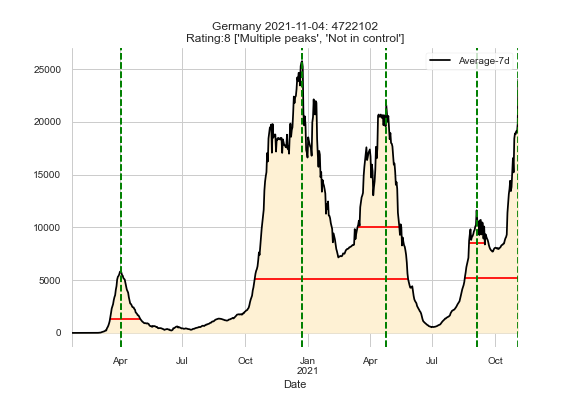 Germany 2021-11-04: 4722102
Rating:8 ['Multiple peaks', 'Not in control']
Average-7d
25000
20000
15000
10000
5000
0
Apr Jul Oct Jan Apr Jul Oct
2021
Date